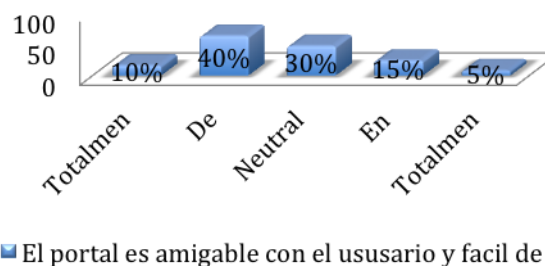 100
50
0
10%
40%
30%
15%
5%
Totalmen
De
Neutral
En
Totalmen
El portal es amigable con el ususario y facil de